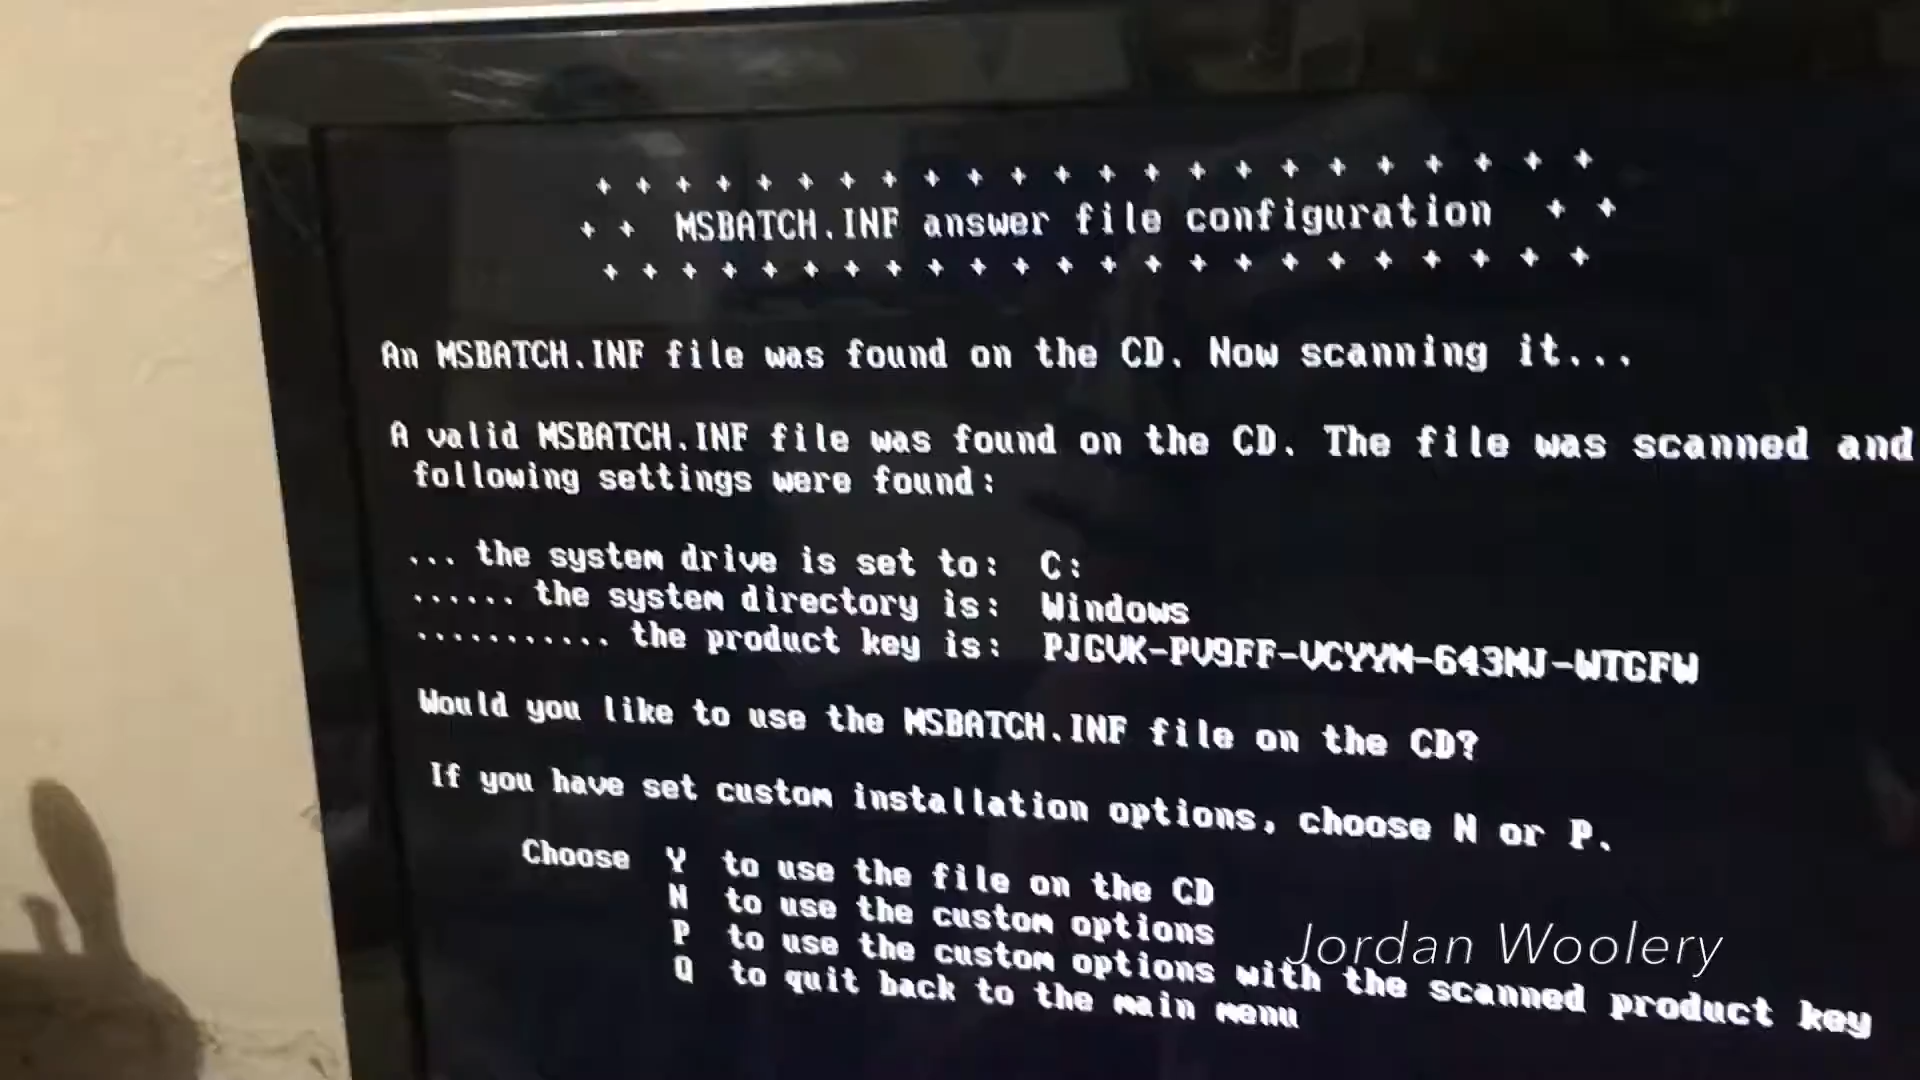 + + + + + + + + + + + + + + + + + + + + + + +
+ + MSBATCH.INF answer file configuration + +
+ + + + + + + + + + + + + + + + + + + + + + +
An MSBATCH.INF file was found on the CD. Now scanning it...
A valid MSBATCH.INF file was found on the CD. The file was scanned and
following settings were found:
... the system drive is set to: C:
...... the system directory is: Windows
........... the product key is: PJGVK-PV9FF-VCYYM-643MJ-WTGFW
Would you like to use the MSBATCH.INF file on the CD?
If you have set custom installation options, choose N or P.
Choose Y to use the file on the CD
N to use the custom options
P to use the custom options with the scanned product key
Q to quit back to the main menu
Jordan Woolery